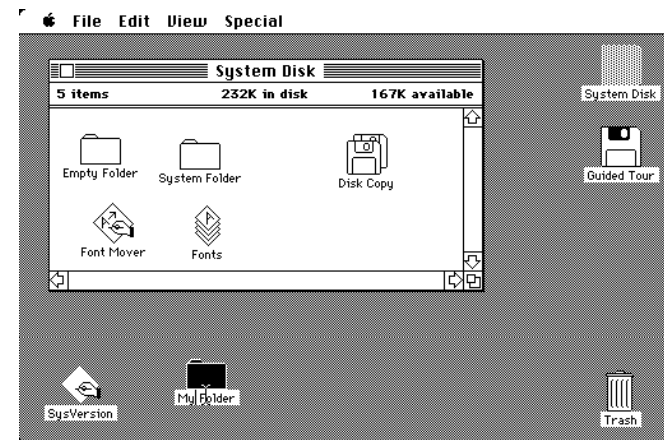 File Edit View Special
System Disk
5 items 232K in disk 167K available
Empty Folder System Folder Disk Copy
Font Mover Fonts
System Disk
Guided Tour
SysVersion My Folder Trash